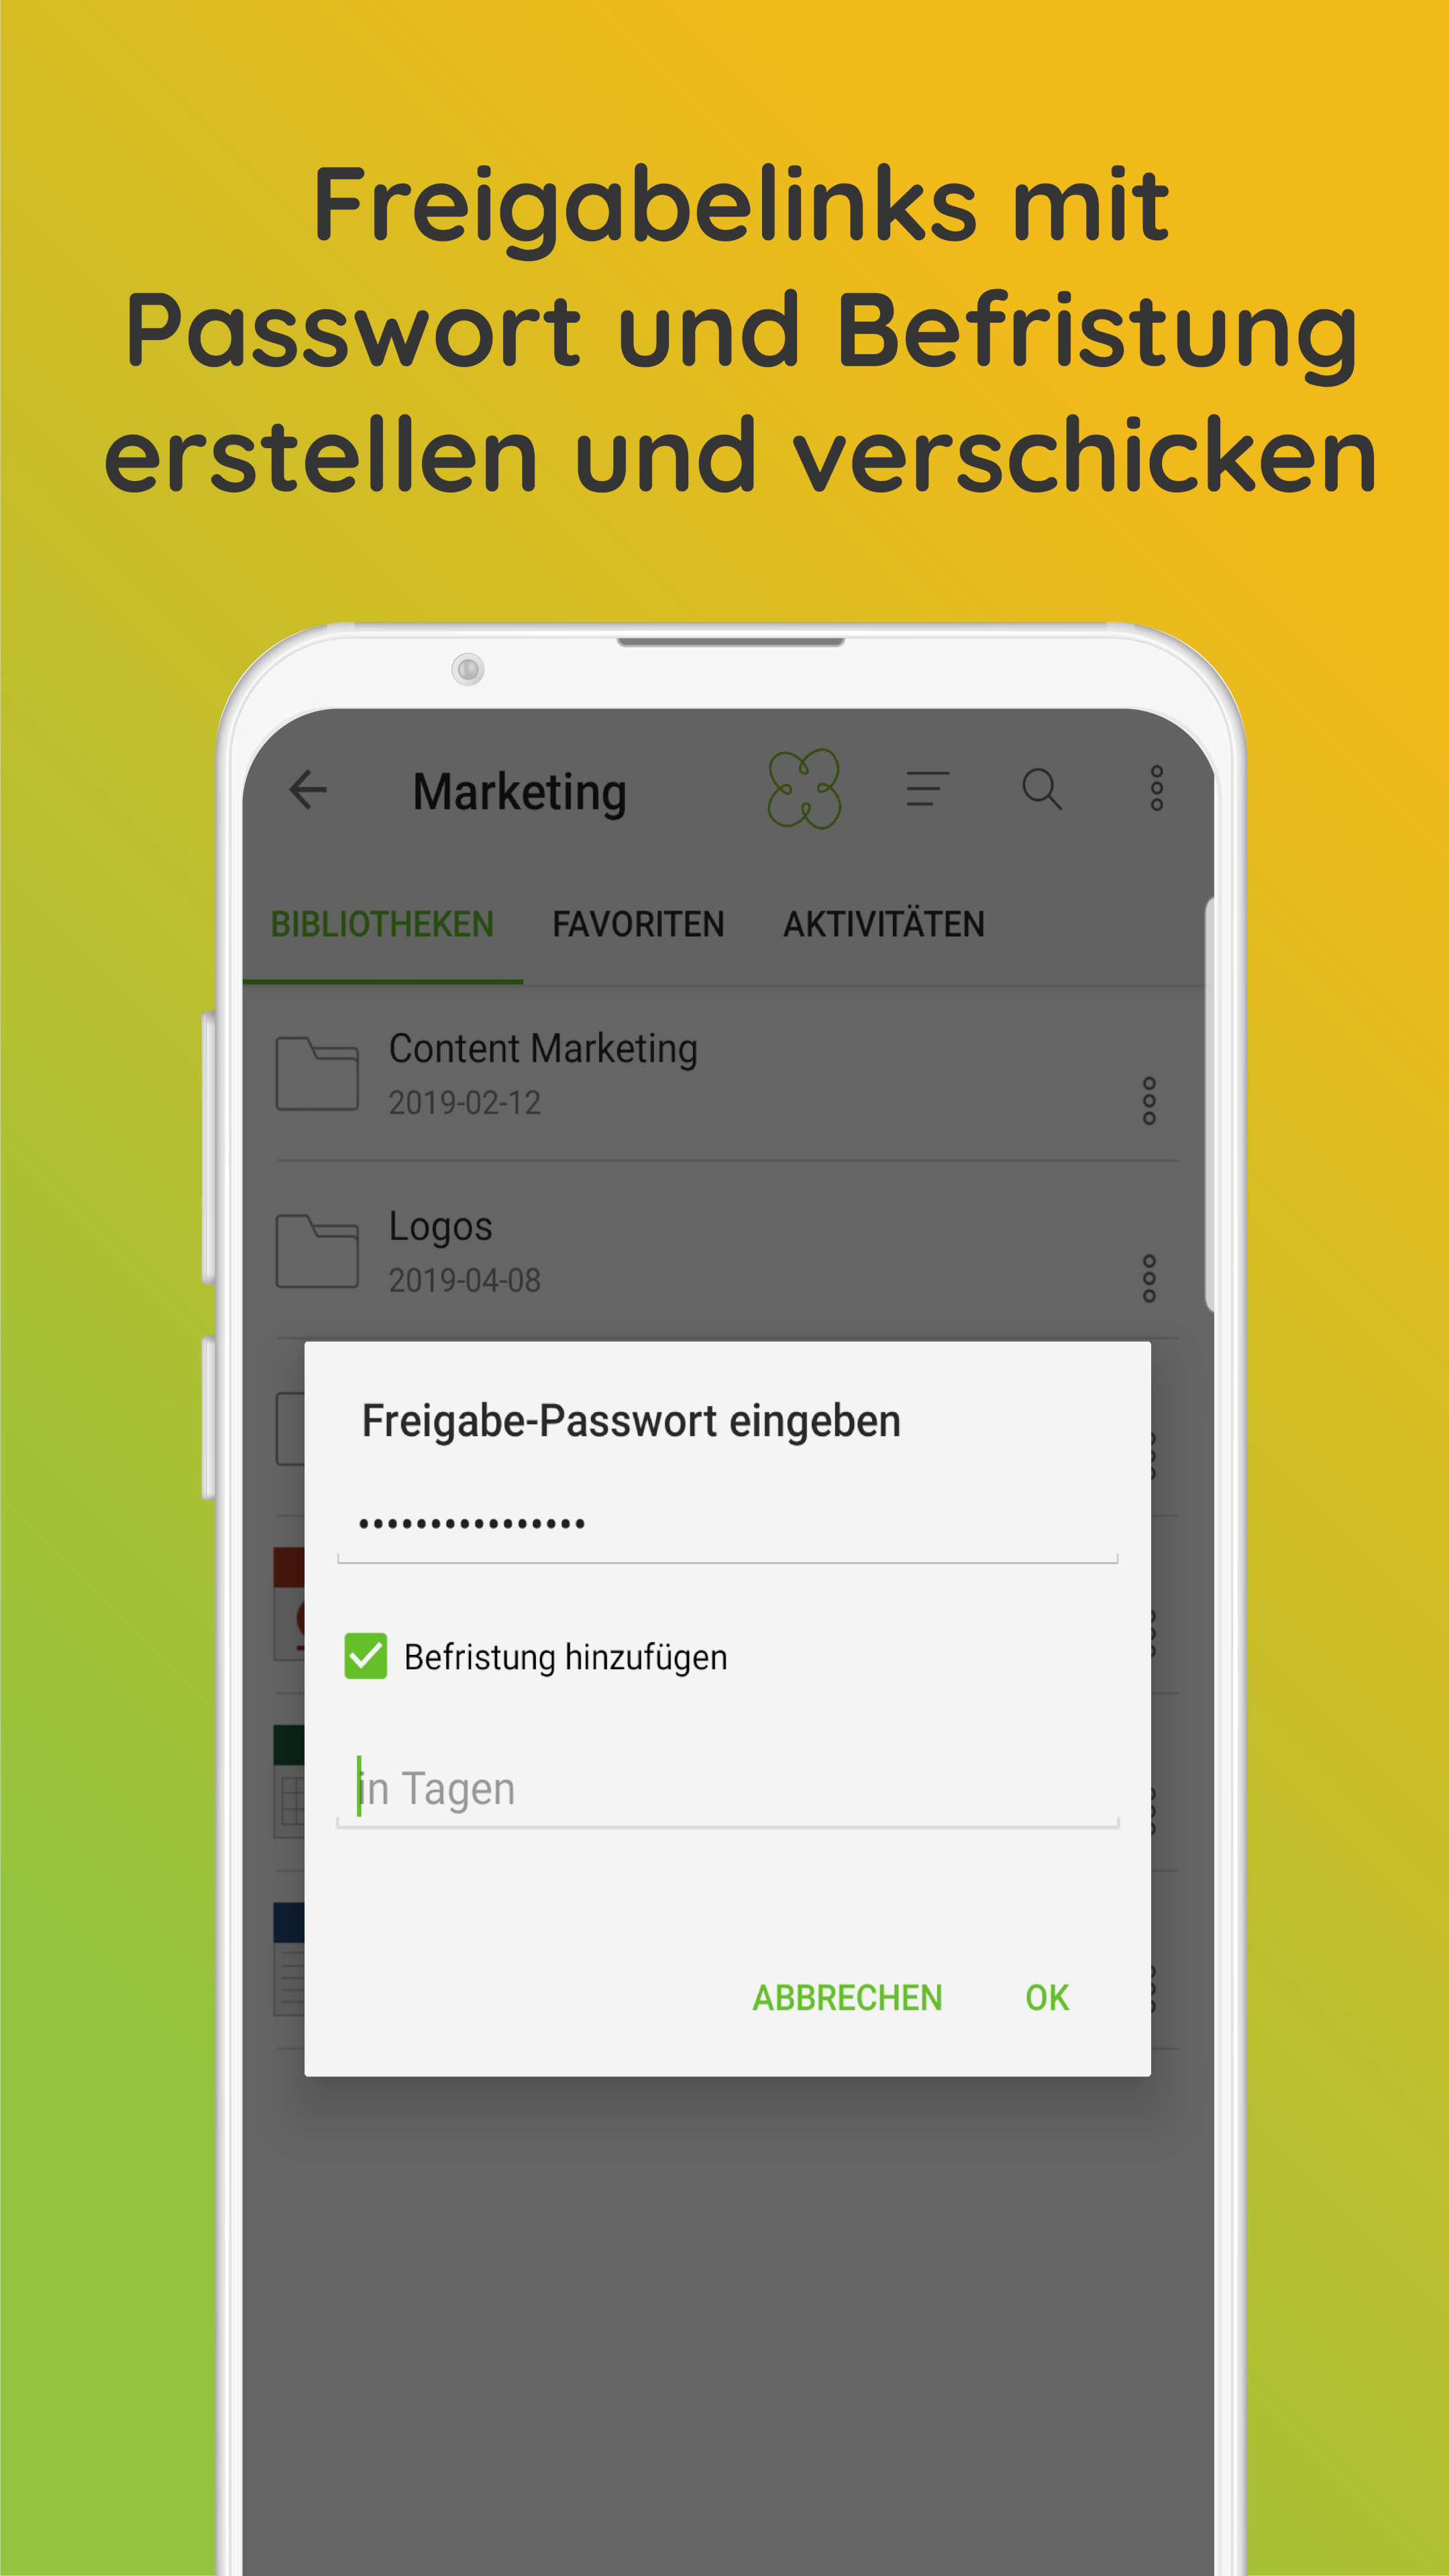 Freigabelinks mit
Passwort und Befristung
erstellen und verschicken
Marketing
BIBLIOTHEKEN FAVORITEN AKTIVITÄTEN
Content Marketing
2019-02-12
Logos
2019-04-08
Freigabe-Passwort eingeben
••••••••••••••••
Befristung hinzufügen
in Tagen
ABBRECHEN OK